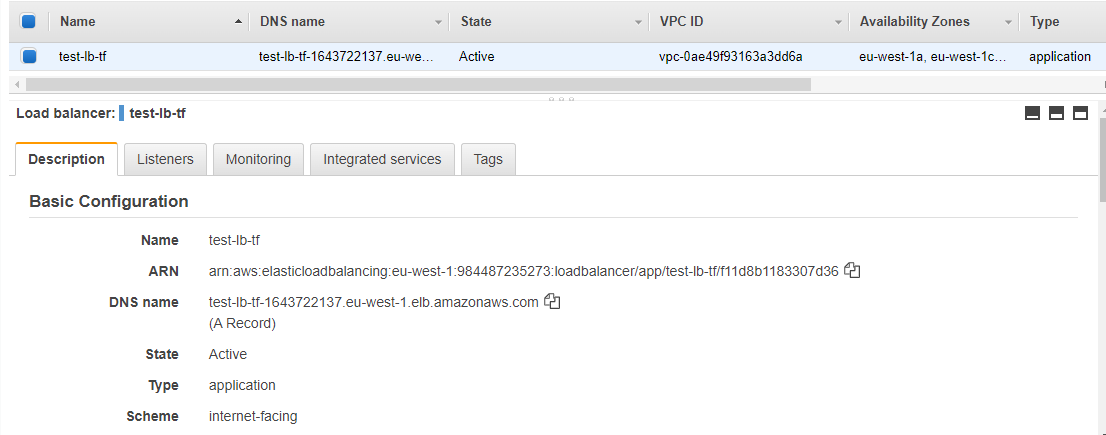 Name DNS name State VPC ID Availability Zones Type
test-lb-tf test-lb-tf-1643722137.eu-we... Active vpc-0ae49f93163a3dd6a eu-west-1a, eu-west-1c... application
Load balancer: test-lb-tf
Description Listeners Monitoring Integrated services Tags
Basic Configuration
Name test-lb-tf
ARN arn:aws:elasticloadbalancing:eu-west-1:984487235273:loadbalancer/app/test-lb-tf/f11d8b1183307d36
DNS name test-lb-tf-1643722137.eu-west-1.elb.amazonaws.com
(A Record)
State Active
Type application
Scheme internet-facing